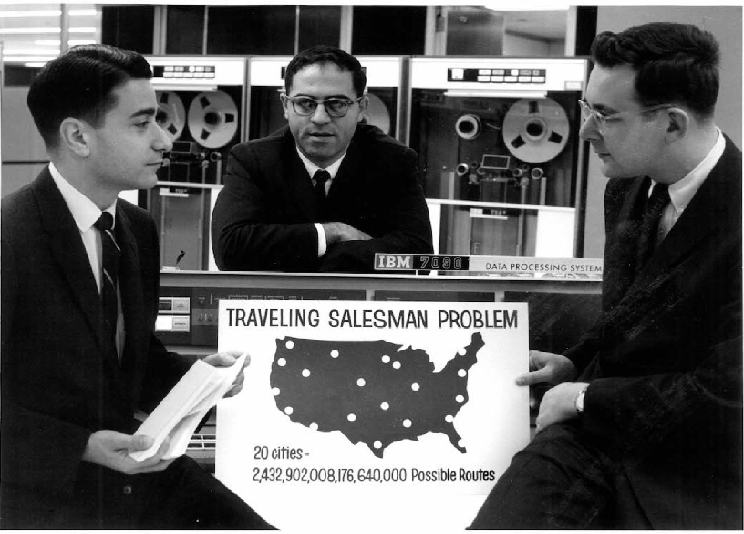 IBM 7090 DATA PROCESSING SYSTEM
TRAVELING SALESMAN PROBLEM
20 cities-
2,432,902,008,176,640,000 Possible Routes